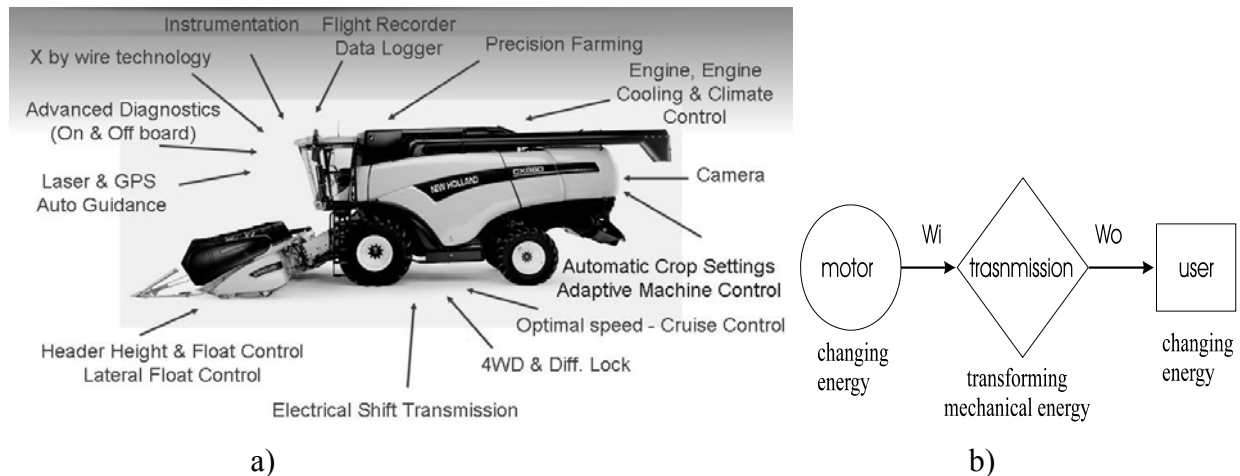 Instrumentation
Flight Recorder
Data Logger
Precision Farming
X by wire technology
Engine, Engine
Cooling & Climate
Control
Advanced Diagnostics
(On & Off board)
Laser & GPS
Auto Guidance
Camera
NEW HOLLAND
CX880
Automatic Crop Settings
Adaptive Machine Control
Optimal speed - Cruise Control
Header Height & Float Control
Lateral Float Control
4WD & Diff. Lock
Electrical Shift Transmission
a)
motor
Wi
trasnmission
Wo
user
changing
energy
transforming
mechanical energy
changing
energy
b)